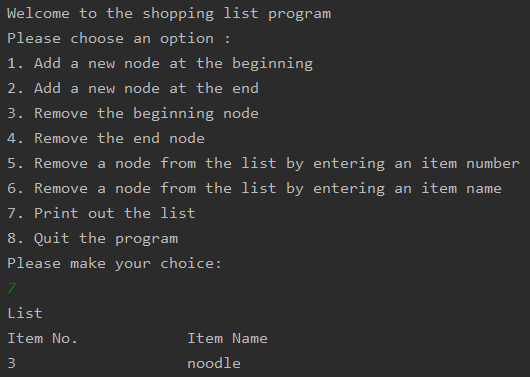 Welcome to the shopping list program
Please choose an option :
1. Add a new node at the beginning
2. Add a new node at the end
3. Remove the beginning node
4. Remove the end node
5. Remove a node from the list by entering an item number
6. Remove a node from the list by entering an item name
7. Print out the list
8. Quit the program
Please make your choice:
7
List
Item No.            Item Name
3                   noodle